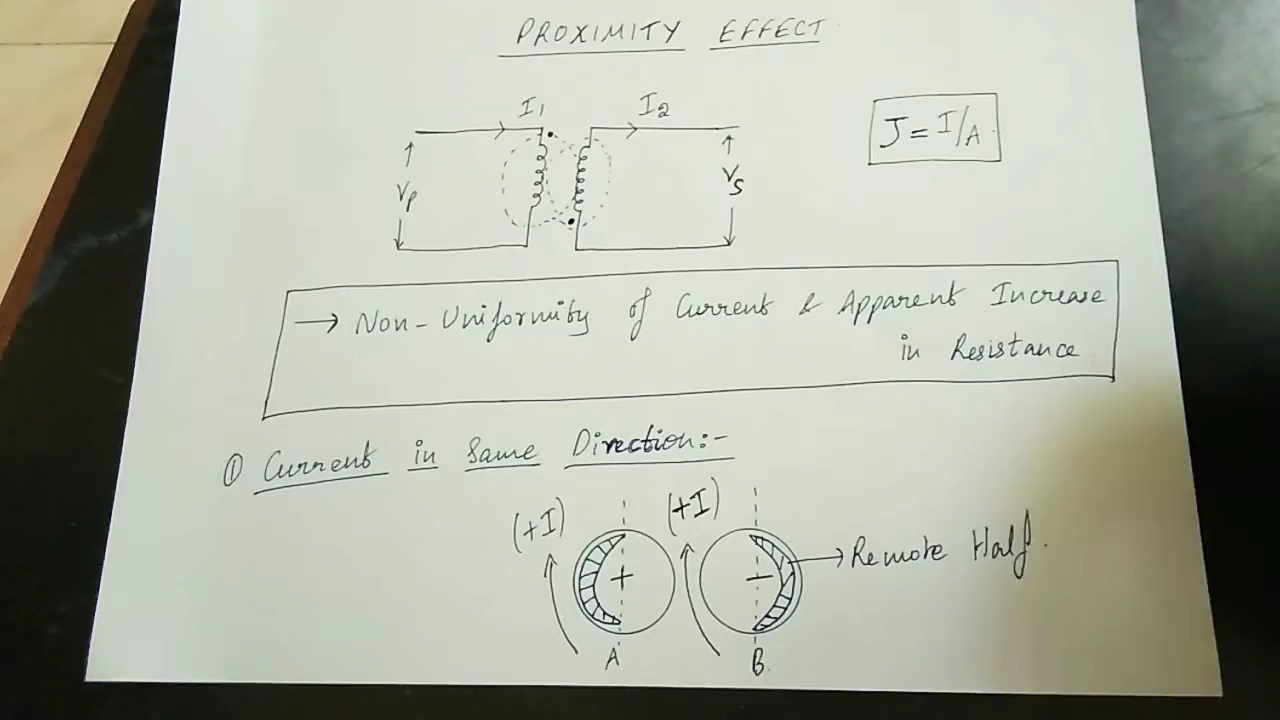 PROXIMITY EFFECT
I1 I2
J = I/A
Vp Vs
→ Non-Uniformity of Current & Apparent Increase
in Resistance
① Current in Same Direction:-
(+I) (+I)
+ −
→ Remote Half.
A B